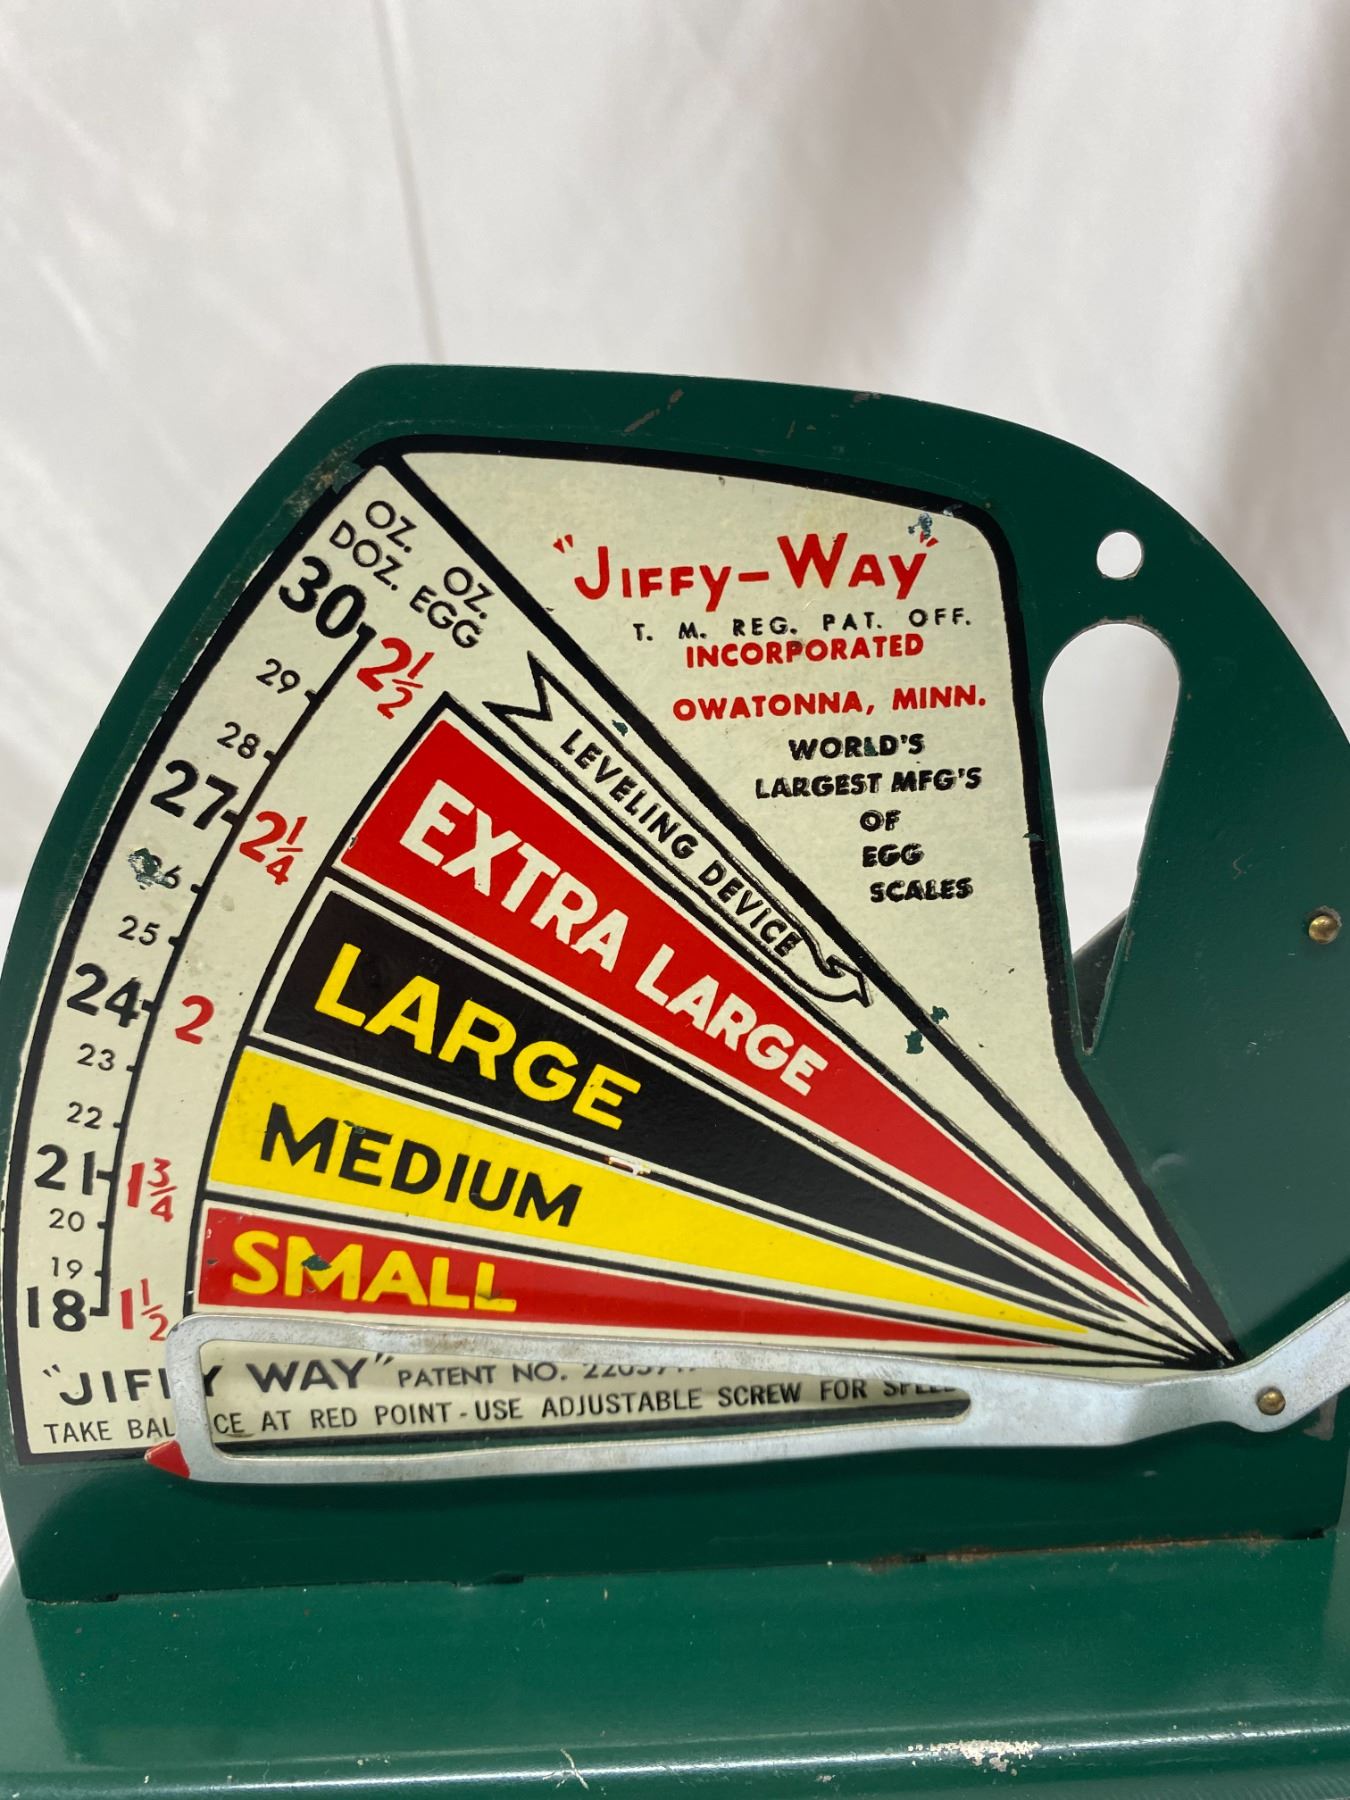 OZ. OZ.
DOZ. EGG
30 2½
29
28
27 2¼
25
24 2
23
22
21 1¾
20
19
18 1½
"JIFFY-WAY"
T. M. REG. PAT. OFF.
INCORPORATED
OWATONNA, MINN.
WORLD'S
LARGEST MFG'S
OF
EGG
SCALES
LEVELING DEVICE
EXTRA LARGE
LARGE
MEDIUM
SMALL
"JIFF Y WAY" PATENT NO.
TAKE BAL CE AT RED POINT - USE ADJUSTABLE SCREW FOR